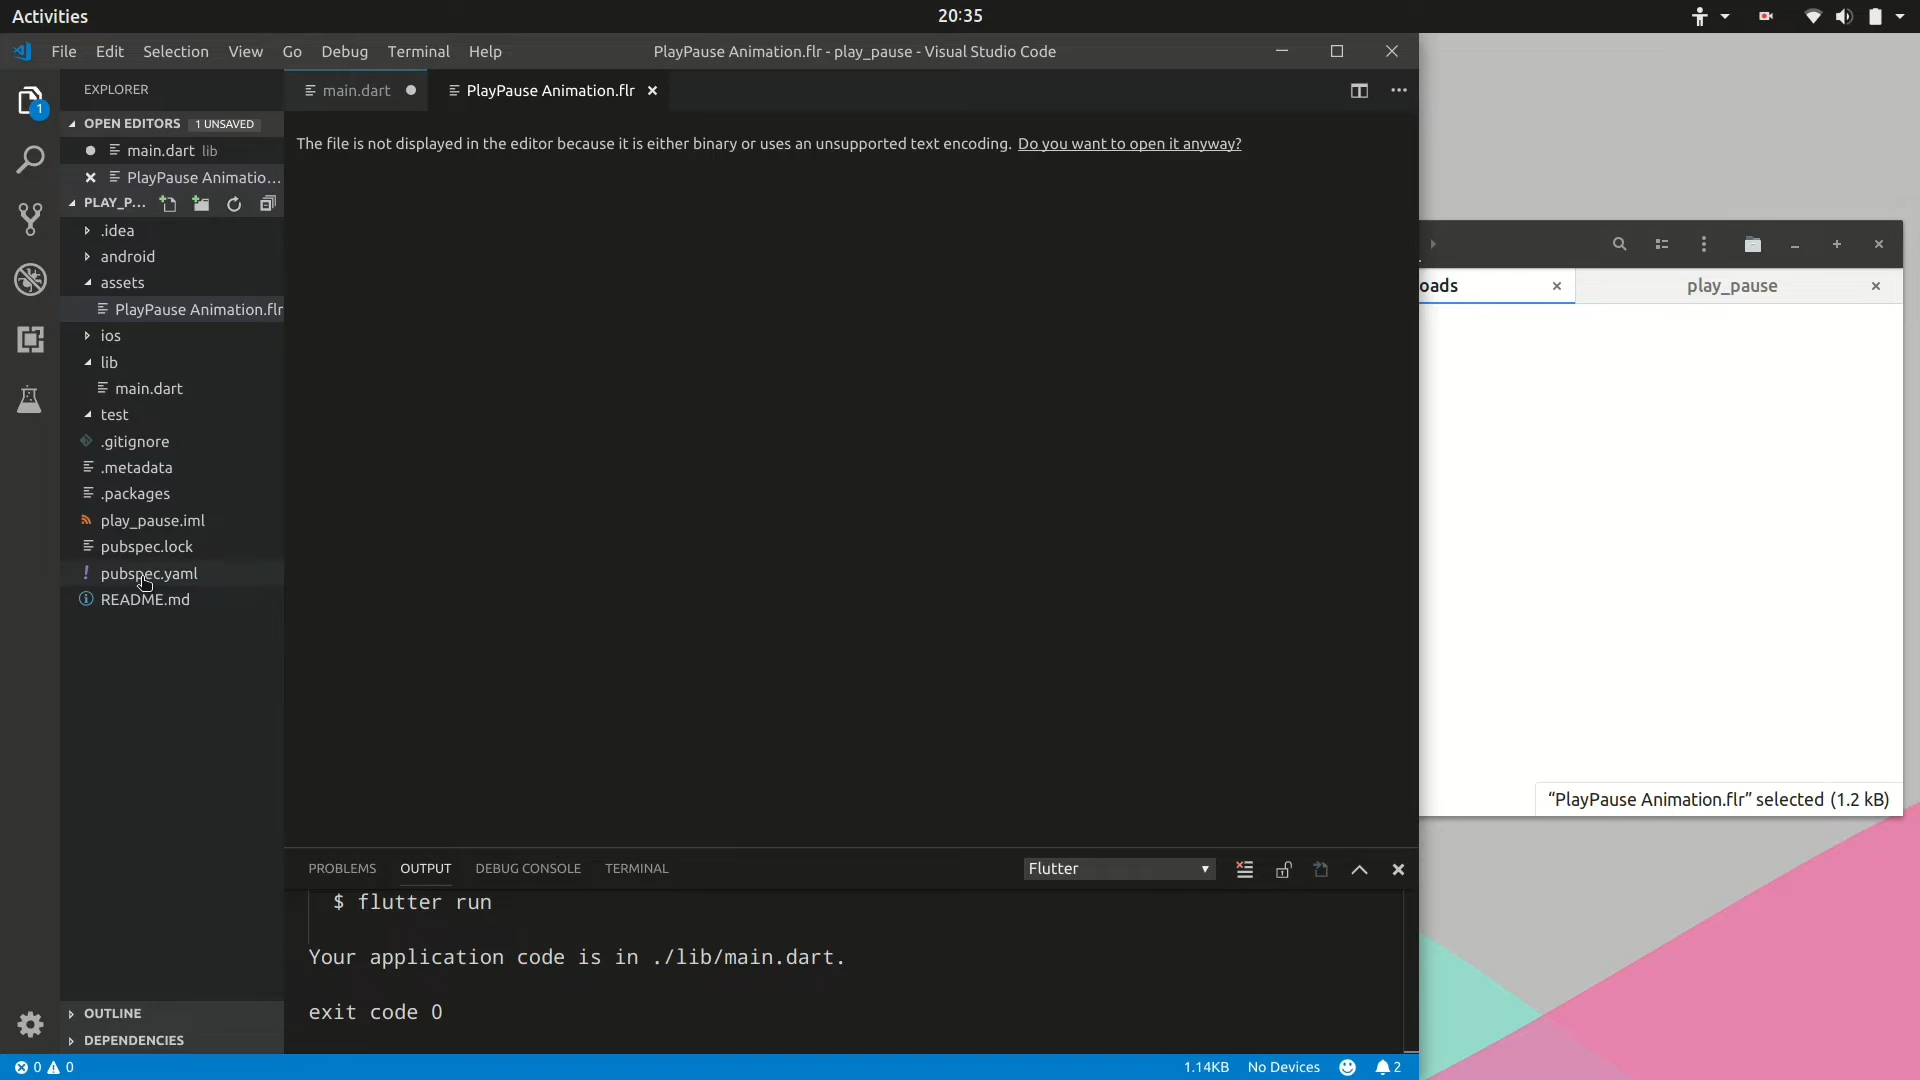 Activities
20:35
File Edit Selection View Go Debug Terminal Help
PlayPause Animation.flr - play_pause - Visual Studio Code
EXPLORER
main.dart
PlayPause Animation.flr
1
OPEN EDITORS 1 UNSAVED
main.dart lib
PlayPause Animatio...
PLAY_P...
.idea
android
assets
PlayPause Animation.flr
ios
lib
main.dart
test
.gitignore
.metadata
.packages
play_pause.iml
pubspec.lock
pubspec.yaml
README.md
OUTLINE
DEPENDENCIES
The file is not displayed in the editor because it is either binary or uses an unsupported text encoding. Do you want to open it anyway?
oads
play_pause
“PlayPause Animation.flr” selected (1.2 kB)
PROBLEMS OUTPUT DEBUG CONSOLE TERMINAL
Flutter
$ flutter run
Your application code is in ./lib/main.dart.
exit code 0
0 0
1.14KB No Devices 2